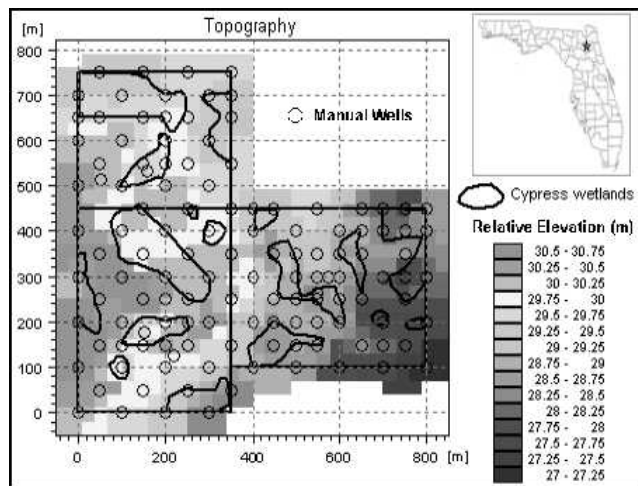 Topography
[m]
800
700
600
500
400
300
200
100
0
0
200
400
600
800
[m]
Manual Wells
Cypress wetlands
Relative Elevation (m)
30.5 - 30.75
30.25 - 30.5
30 - 30.25
29.75 - 30
29.5 - 29.75
29.25 - 29.5
29 - 29.25
28.75 - 29
28.5 - 28.75
28.25 - 28.5
28 - 28.25
27.75 - 28
27.5 - 27.75
27.25 - 27.5
27 - 27.25